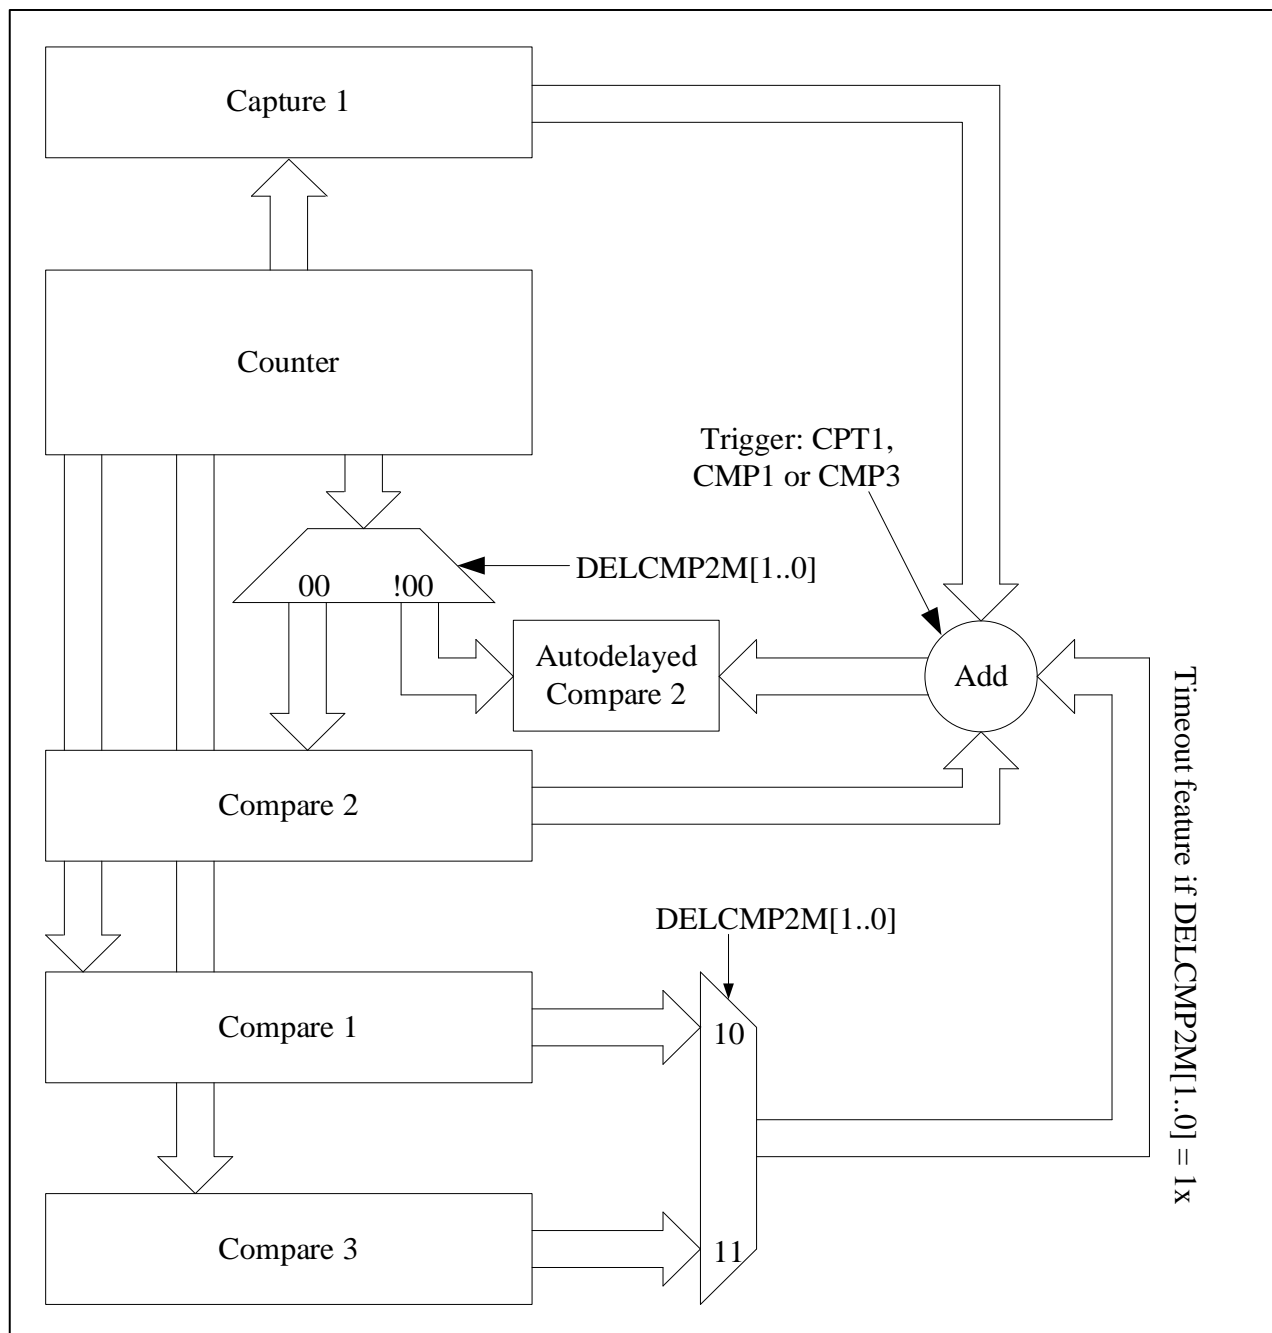 Capture 1
Counter
Trigger: CPT1,
CMP1 or CMP3
DELCMP2M[1..0]
00
!00
Autodelayed
Compare 2
Add
Timeout feature if DELCMP2M[1..0] = 1x
Compare 2
DELCMP2M[1..0]
Compare 1
10
Compare 3
11